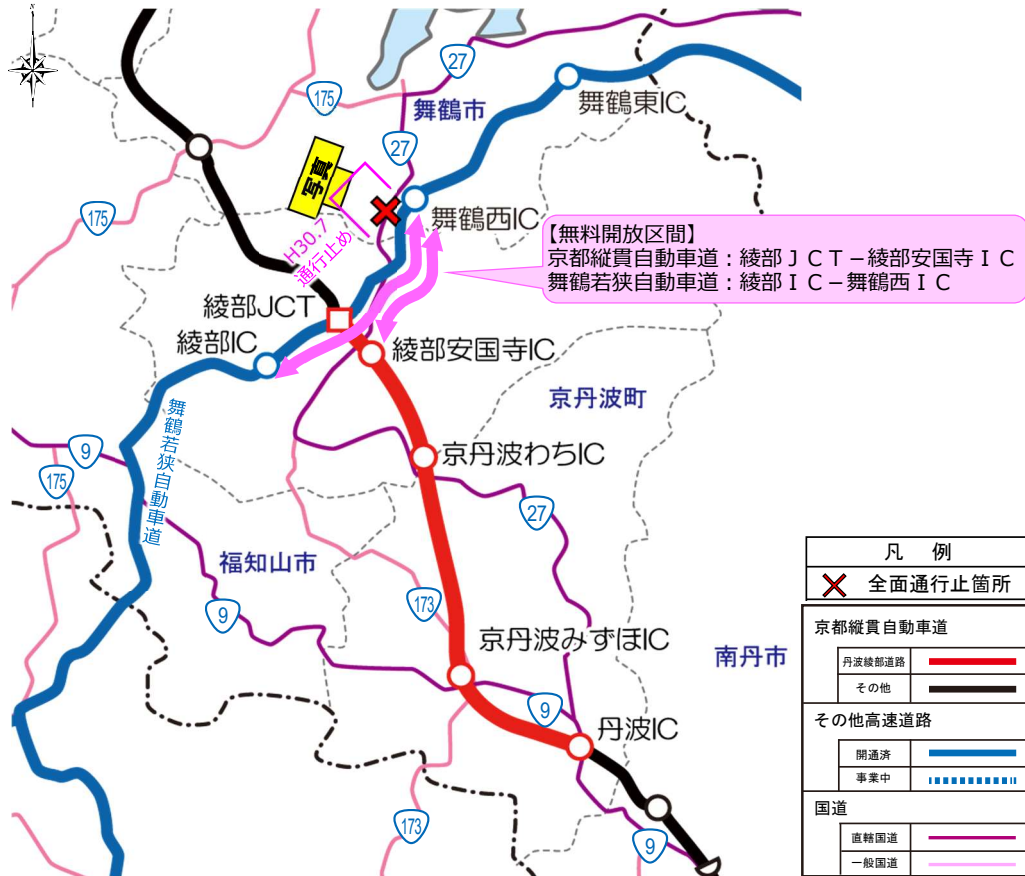 N
27
175
舞鶴東IC
舞鶴市
27
写真
175
舞鶴西IC
H30.7
通行止め
【無料開放区間】
京都縦貫自動車道：綾部ＪＣＴ－綾部安国寺ＩＣ
舞鶴若狭自動車道：綾部ＩＣ－舞鶴西ＩＣ
綾部JCT
綾部IC
綾部安国寺IC
京丹波町
舞鶴若狭自動車道
9
京丹波わちIC
175
27
福知山市
9
173
京丹波みずほIC
南丹市
9
丹波IC
173
9
凡 例
全面通行止箇所
京都縦貫自動車道
丹波綾部道路
その他
その他高速道路
開通済
事業中
国道
直轄国道
一般国道